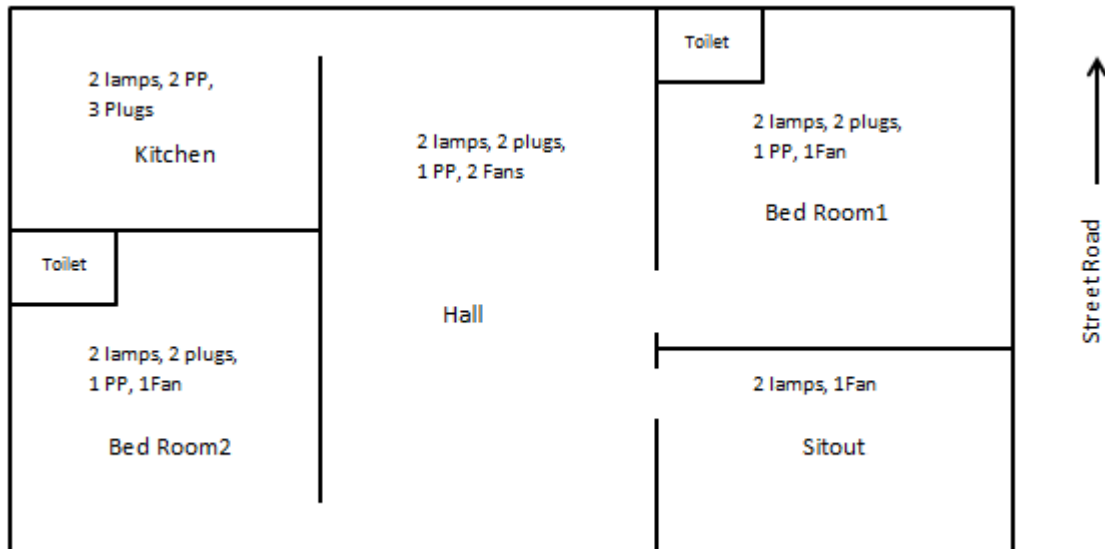 Toilet
2 lamps, 2 PP,
3 Plugs
Kitchen
2 lamps, 2 plugs,
1 PP, 2 Fans
2 lamps, 2 plugs,
1 PP, 1Fan
Bed Room1
Toilet
Hall
2 lamps, 2 plugs,
1 PP, 1Fan
Bed Room2
2 lamps, 1Fan
Sitout
Street Road